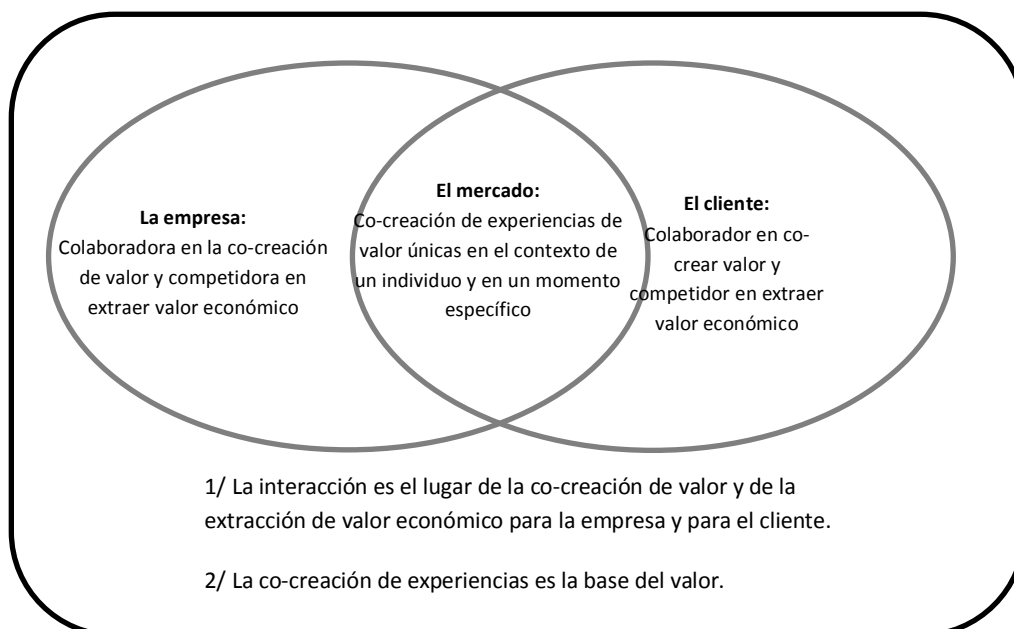 La empresa:
Colaboradora en la co-creación
de valor y competidora en
extraer valor económico
El mercado:
Co-creación de experiencias de
valor únicas en el contexto de
un individuo y en un momento
específico
El cliente:
Colaborador en co-
crear valor y
competidor en extraer
valor económico
1/ La interacción es el lugar de la co-creación de valor y de la
extracción de valor económico para la empresa y para el cliente.
2/ La co-creación de experiencias es la base del valor.